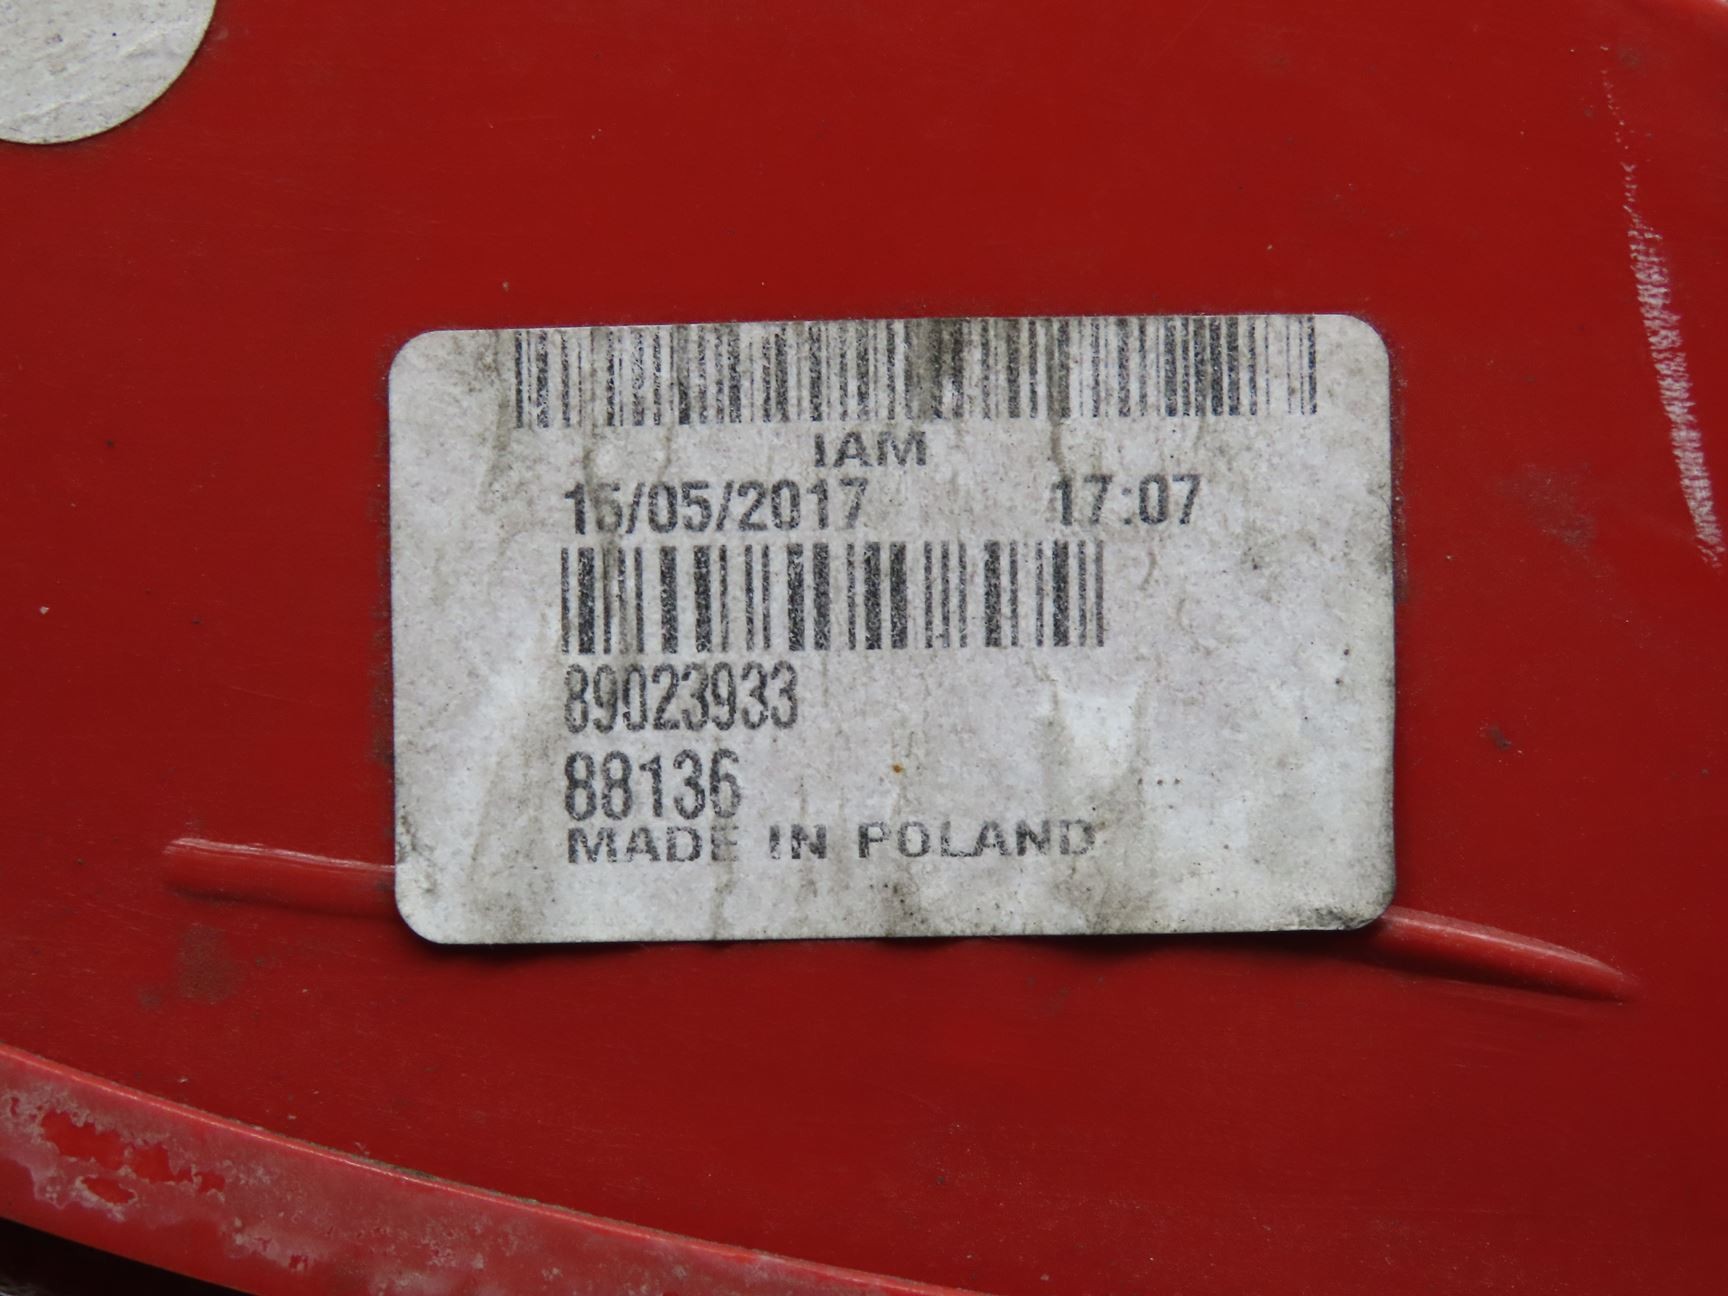 IAM
15/05/2017 17:07
89023933
88136
MADE IN POLAND